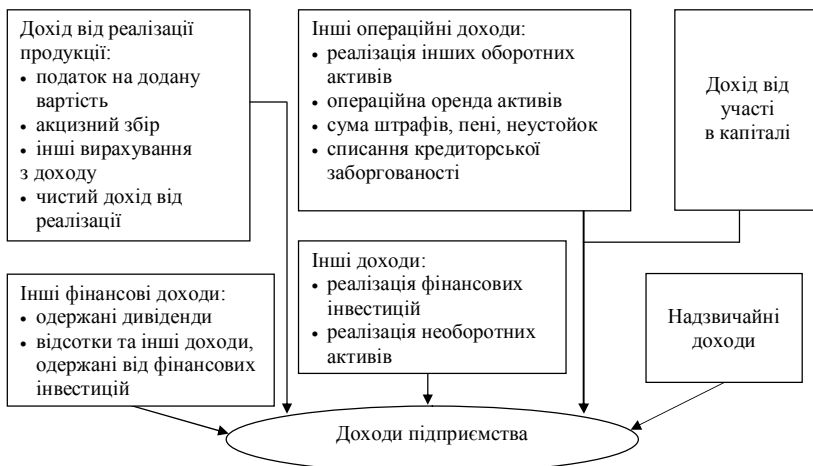 Дохід від реалізації
продукції:
• податок на додану
вартість
• акцизний збір
• інші вирахування
з доходу
• чистий дохід від
реалізації
Інші операційні доходи:
• реалізація інших оборотних
активів
• операційна оренда активів
• сума штрафів, пені, неустойок
• списання кредиторської
заборгованості
Дохід від
участі
в капіталі
Інші фінансові доходи:
• одержані дивіденди
• відсотки та інші доходи,
одержані від фінансових
інвестицій
Інші доходи:
• реалізація фінансових
інвестицій
• реалізація необоротних
активів
Надзвичайні
доходи
Доходи підприємства